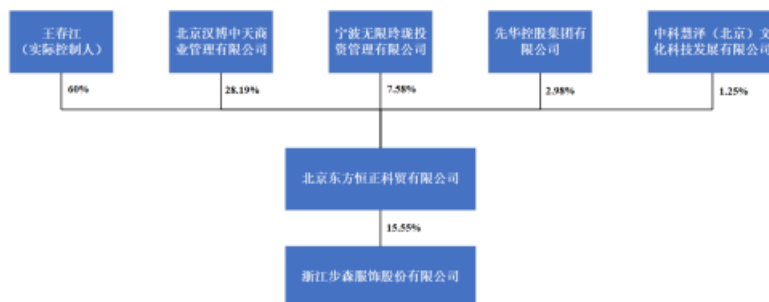 王春江
（实际控制人）
北京汉博中天商
业管理有限公司
宁波无限玲珑投
资管理有限公司
先华控股集团有
限公司
中科慧泽（北京）文
化科技发展有限公司
60%
28.19%
7.58%
2.98%
1.25%
北京东方恒正科贸有限公司
15.55%
浙江步森服饰股份有限公司